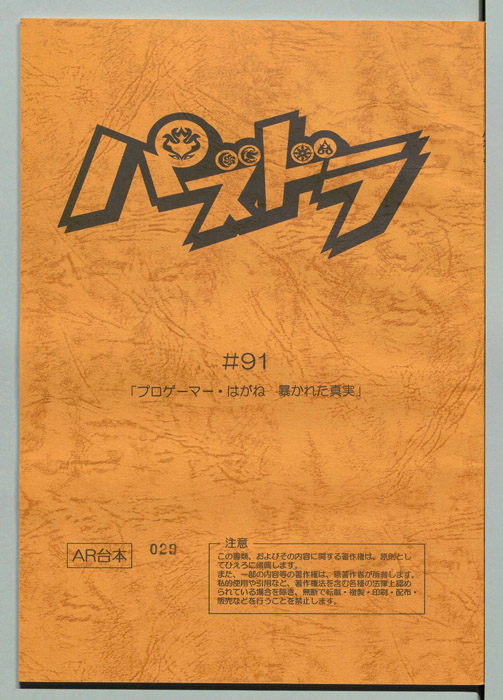 パズドラ
#91
「プロゲーマー・はがね 暴かれた真実」
AR台本
029
注意
この書類、およびその内容に関する著作権は、原則とし
てひえろに帰属します。
また、一部の内容等の著作権は、原著作者が所有します。
私的使用や引用など、著作権法を含む各種の法律上認め
られている場合を除き、無断で転載・複製・印刷・配布・
販売などを行うことを禁止します。